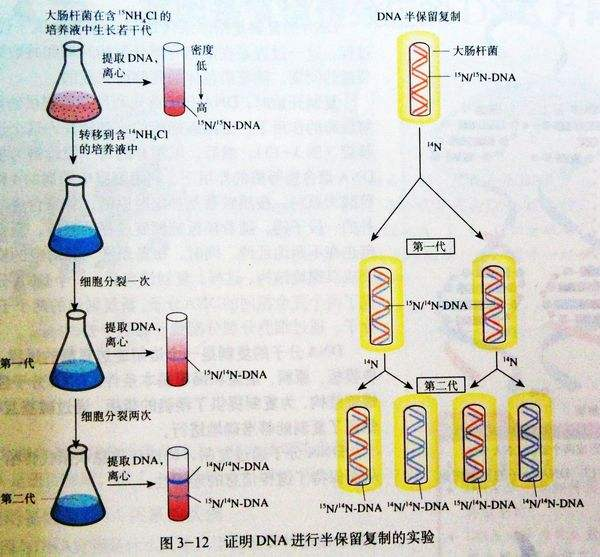 大肠杆菌在含¹⁵NH₄Cl的
培养液中生长若干代
提取DNA,
离心
密度
低
高
¹⁵N/¹⁵N-DNA
转移到含¹⁴NH₄Cl
的培养液中
细胞分裂一次
第一代
提取DNA,
离心
¹⁵N/¹⁴N-DNA
细胞分裂两次
第二代
提取DNA,
离心
¹⁴N/¹⁴N-DNA
¹⁵N/¹⁴N-DNA
DNA半保留复制
大肠杆菌
¹⁵N/¹⁵N-DNA
¹⁴N
第一代
¹⁵N/¹⁴N-DNA
¹⁴N
¹⁴N
第二代
¹⁵N/¹⁴N-DNA
¹⁴N/¹⁴N-DNA
¹⁵N/¹⁴N-DNA
¹⁴N/¹⁴N-DNA
图3-12 证明DNA进行半保留复制的实验